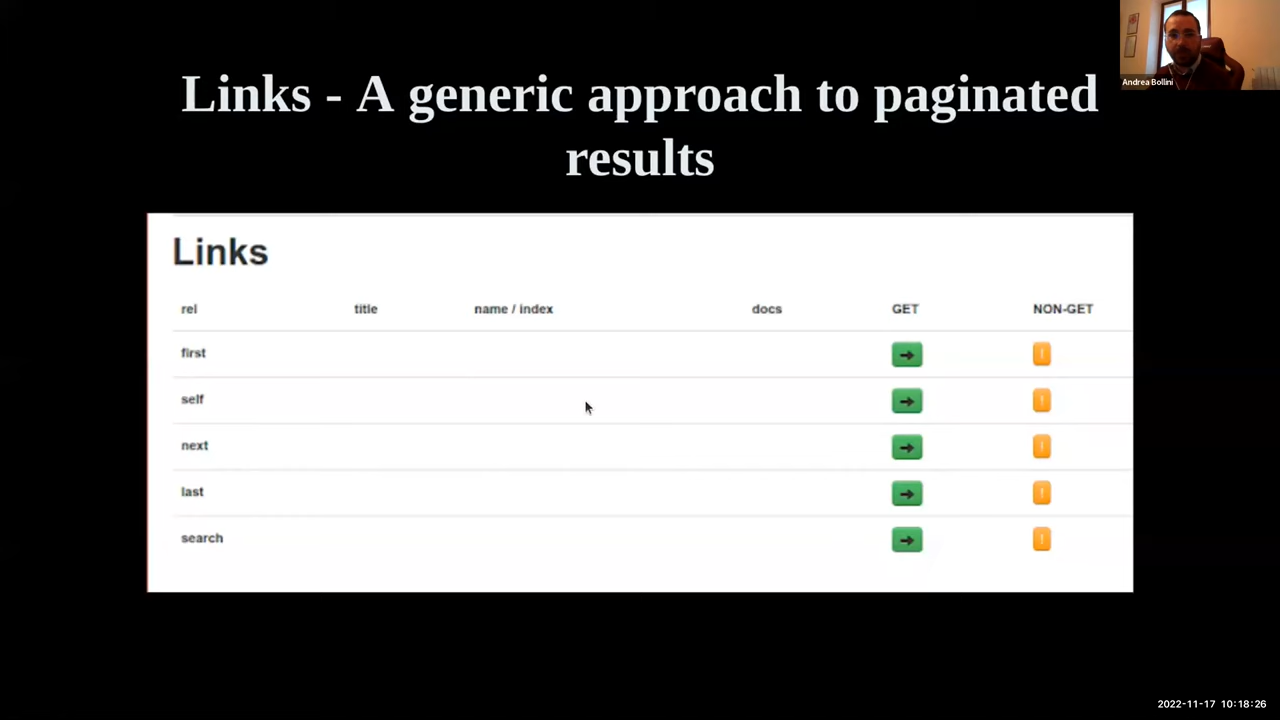 Links - A generic approach to paginated
results
Andrea Bollini
Links
rel title name / index docs GET NON-GET
first
self
next
last
search
2022-11-17 10:18:26